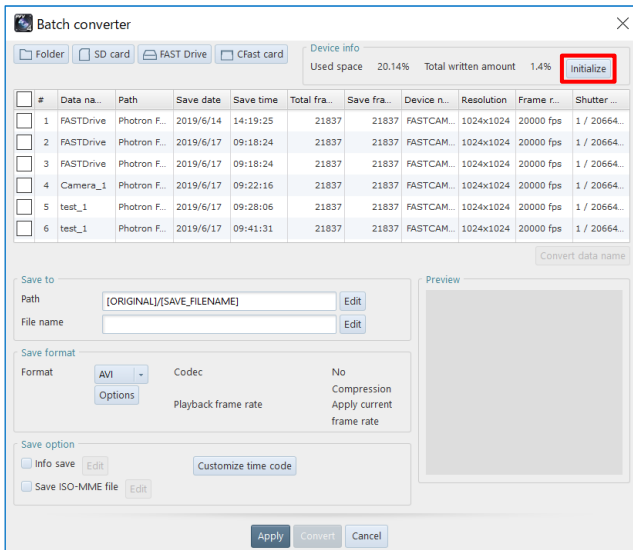 Batch converter
Folder SD card FAST Drive CFast card
Device info
Used space 20.14% Total written amount 1.4% Initialize
# Data na... Path Save date Save time Total fra... Save fra... Device n... Resolution Frame r... Shutter ...
1 FASTDrive Photron F... 2019/6/14 14:19:25 21837 21837 FASTCAM... 1024x1024 20000 fps 1 / 20664...
2 FASTDrive Photron F... 2019/6/17 09:18:24 21837 21837 FASTCAM... 1024x1024 20000 fps 1 / 20664...
3 FASTDrive Photron F... 2019/6/17 09:18:24 21837 21837 FASTCAM... 1024x1024 20000 fps 1 / 20664...
4 Camera_1 Photron F... 2019/6/17 09:22:16 21837 21837 FASTCAM... 1024x1024 20000 fps 1 / 20664...
5 test_1 Photron F... 2019/6/17 09:28:06 21837 21837 FASTCAM... 1024x1024 20000 fps 1 / 20664...
6 test_1 Photron F... 2019/6/17 09:41:31 21837 21837 FASTCAM... 1024x1024 20000 fps 1 / 20664...
Convert data name
Save to
Path [ORIGINAL]/[SAVE_FILENAME] Edit
File name Edit
Preview
Save format
Format AVI Codec No
Compression
Options
Playback frame rate Apply current
frame rate
Save option
Info save Edit Customize time code
Save ISO-MME file Edit
Apply Convert Cancel